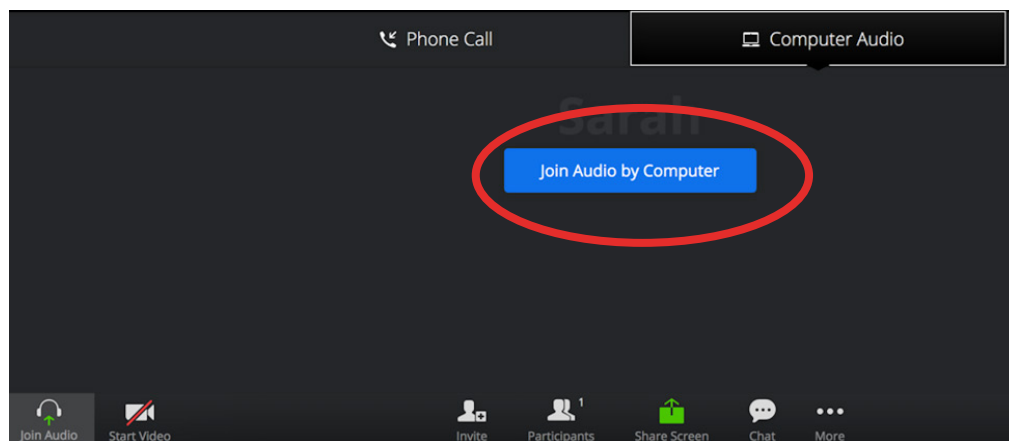 Phone Call
Computer Audio
Sarah
Join Audio by Computer
Join Audio
Start Video
Invite
Participants
1
Share Screen
Chat
More